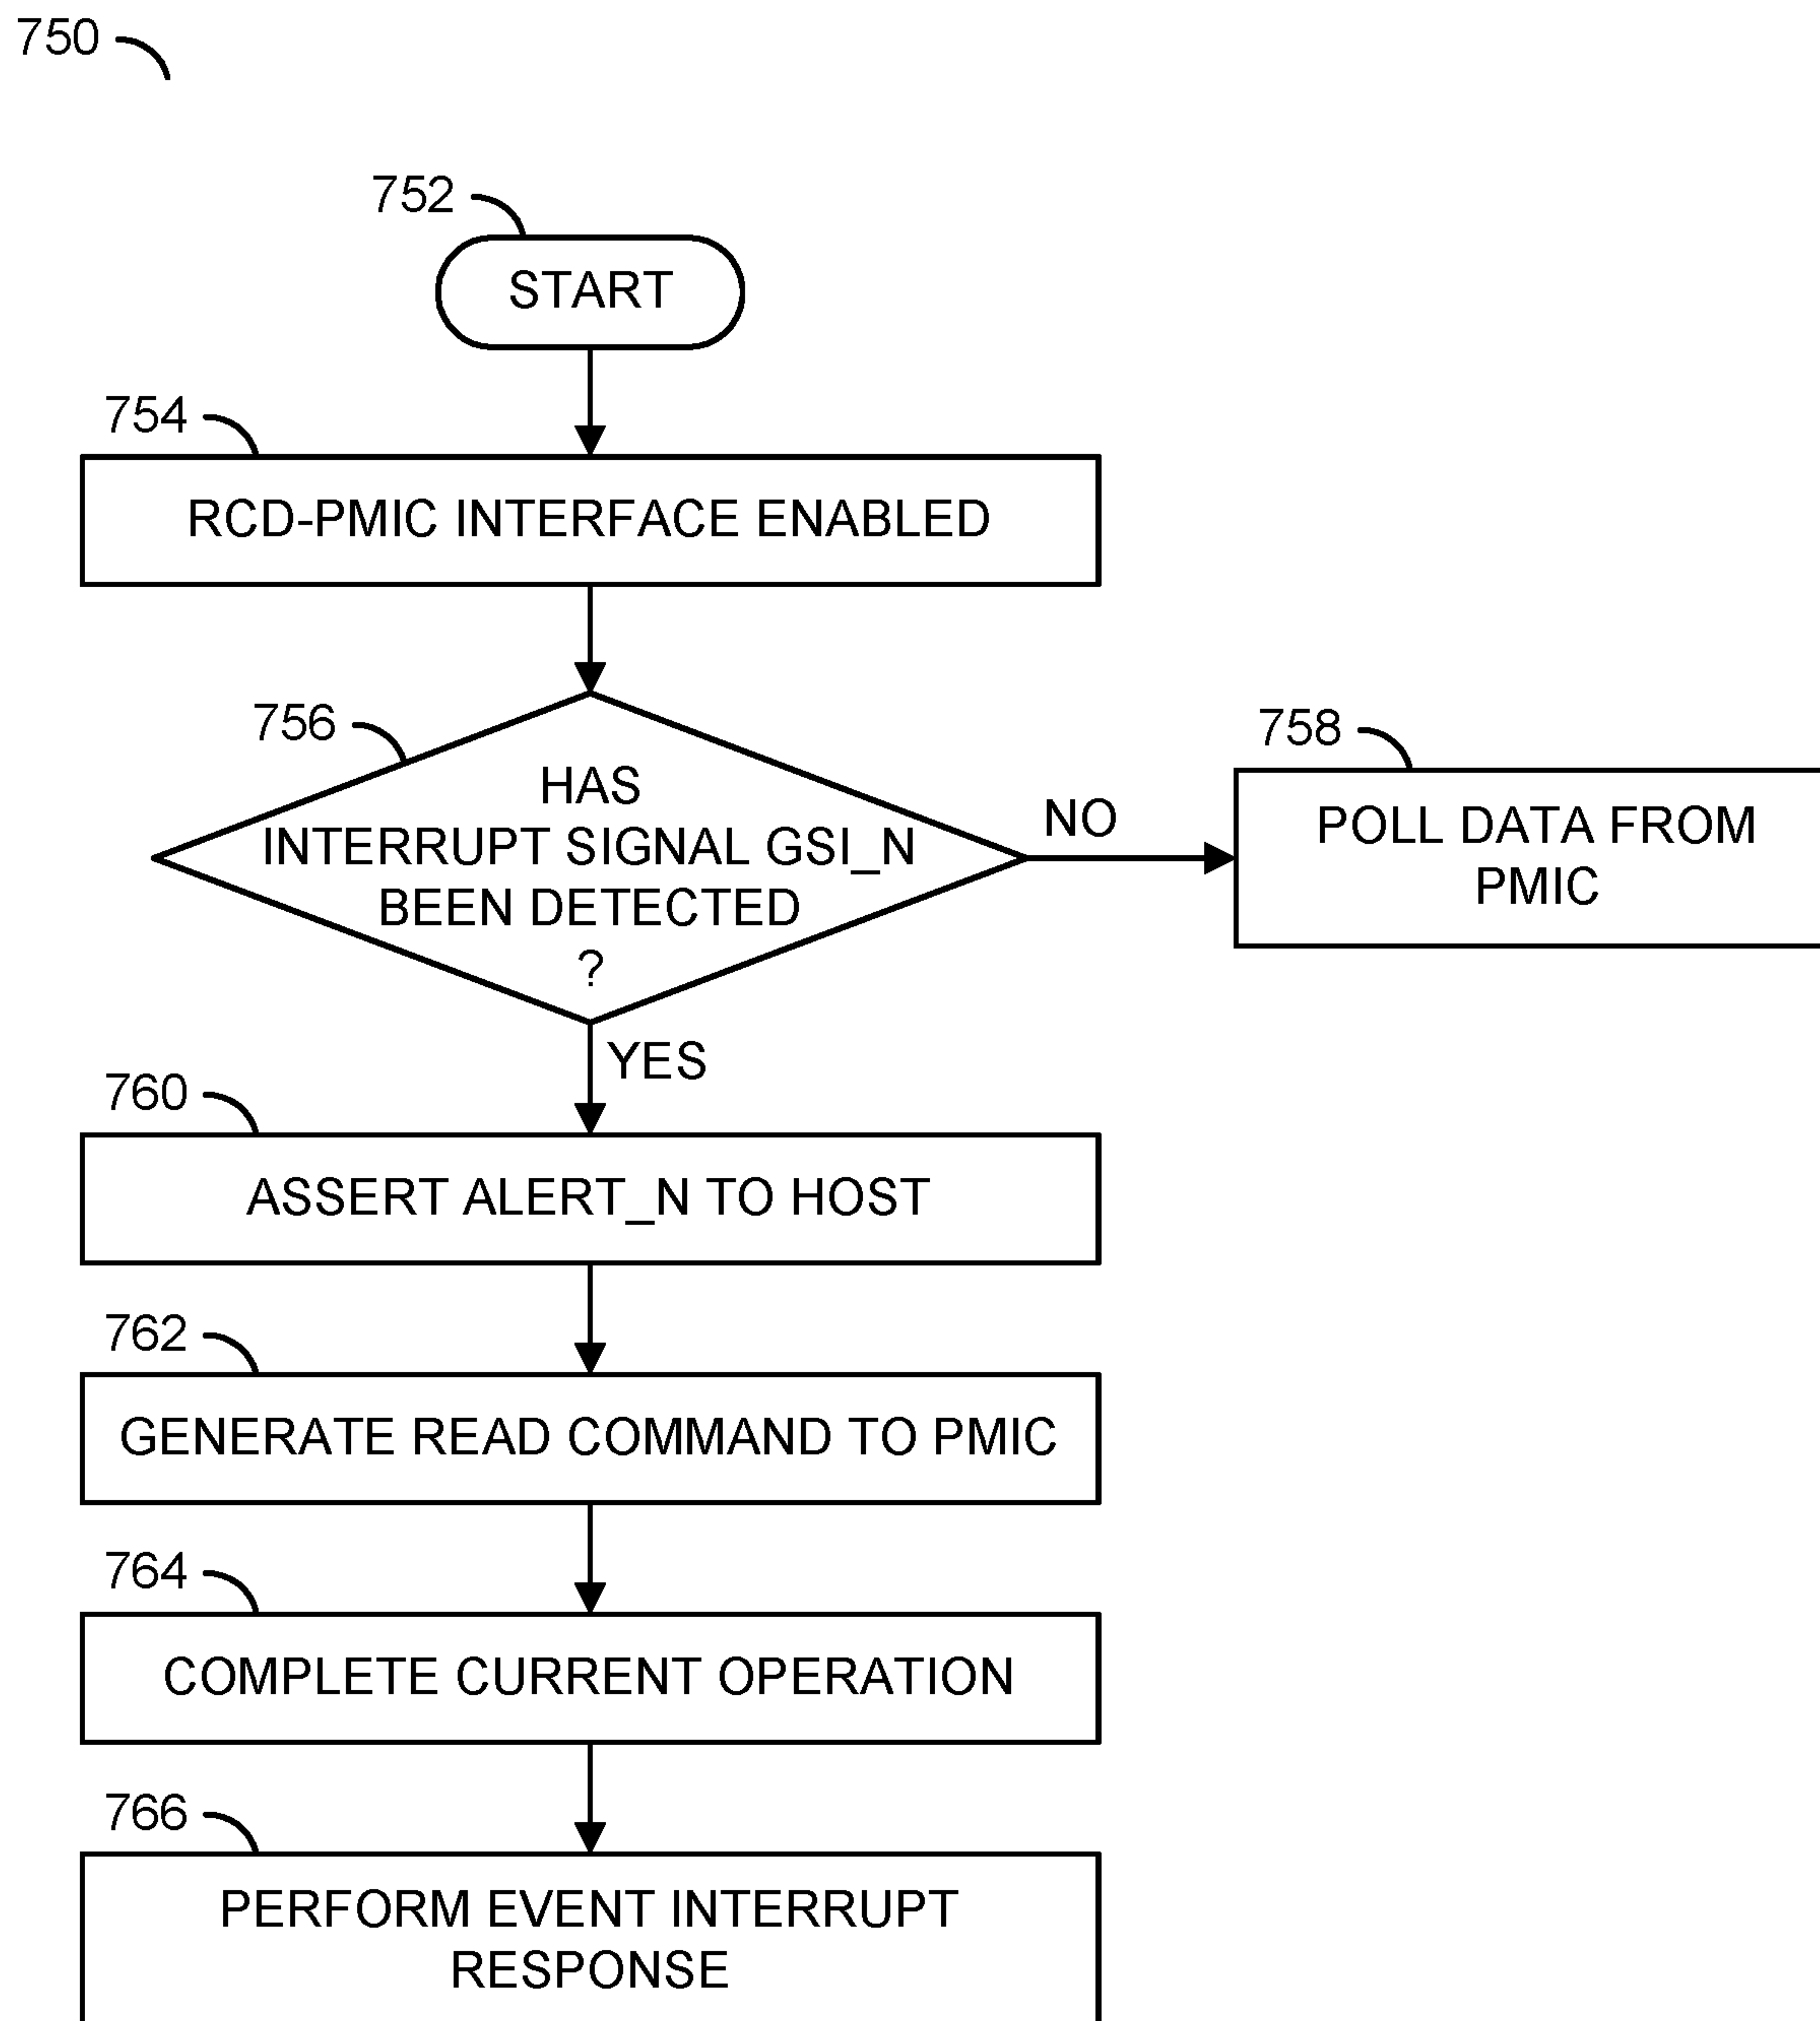 750
752
START
754
RCD-PMIC INTERFACE ENABLED
756
HAS
INTERRUPT SIGNAL GSI_N
BEEN DETECTED
?
NO
758
POLL DATA FROM
PMIC
YES
760
ASSERT ALERT_N TO HOST
762
GENERATE READ COMMAND TO PMIC
764
COMPLETE CURRENT OPERATION
766
PERFORM EVENT INTERRUPT
RESPONSE